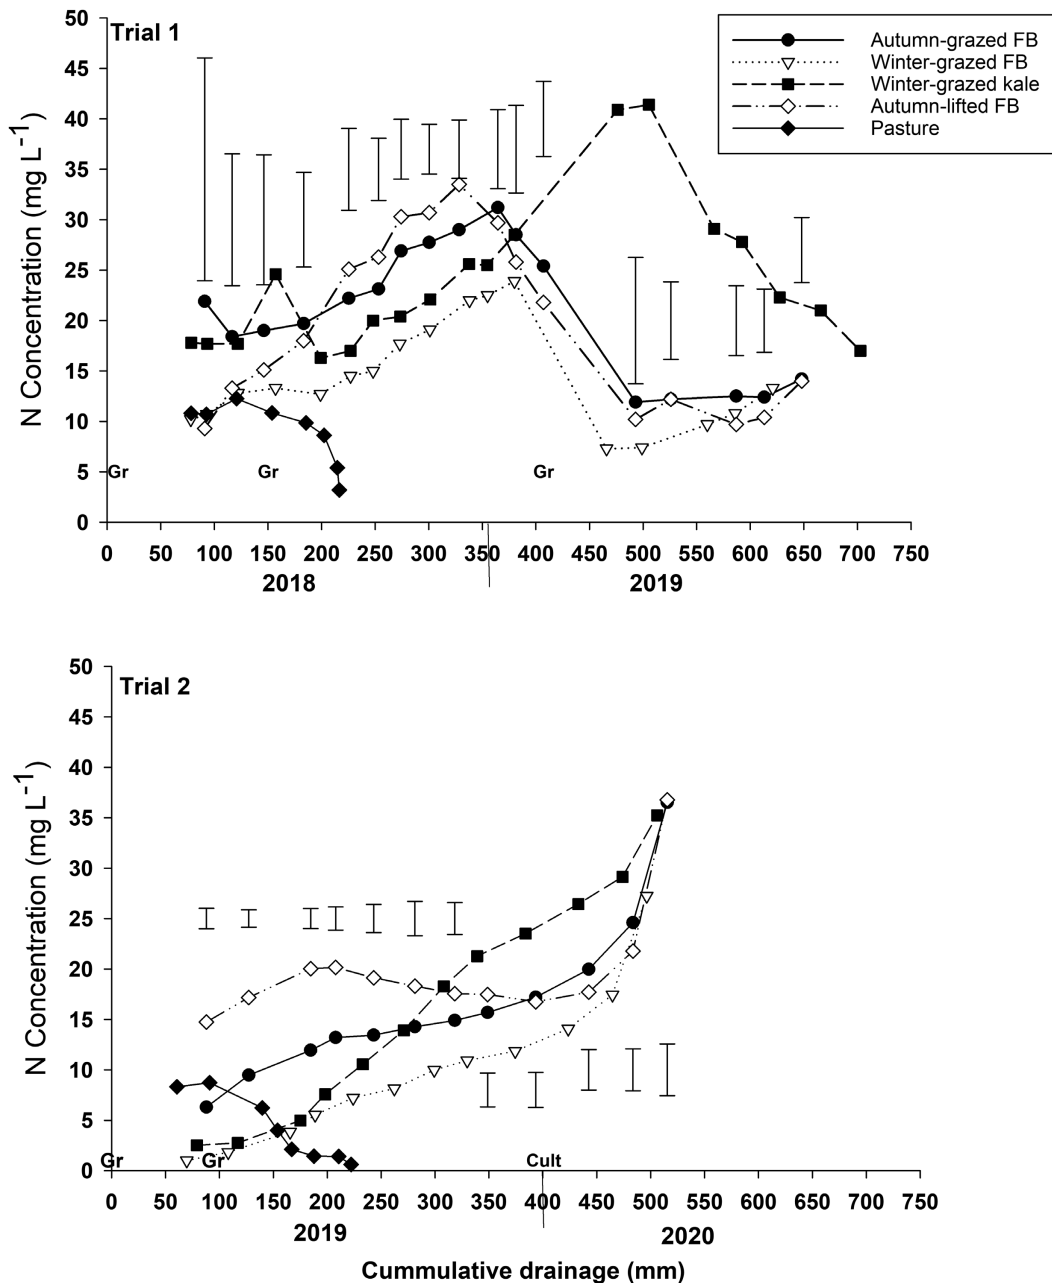 Trial 1
Autumn-grazed FB
Winter-grazed FB
Winter-grazed kale
Autumn-lifted FB
Pasture
N Concentration (mg L⁻¹)
50
45
40
35
30
25
20
15
10
5
0
Gr Gr Gr
0 50 100 150 200 250 300 350 400 450 500 550 600 650 700 750
2018 2019
Trial 2
N Concentration (mg L⁻¹)
50
45
40
35
30
25
20
15
10
5
0
Gr Gr Cult
0 50 100 150 200 250 300 350 400 450 500 550 600 650 700 750
2019 2020
Cummulative drainage (mm)